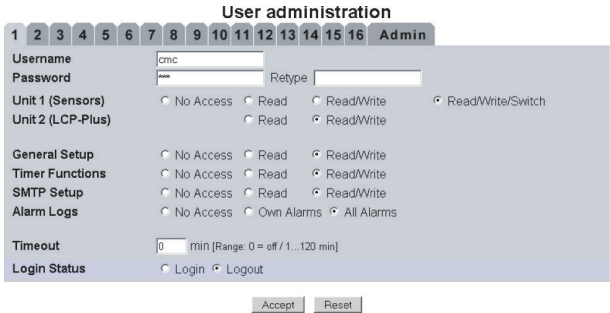 User administration
1 2 3 4 5 6 7 8 9 10 11 12 13 14 15 16 Admin
Username cmc
Password *** Retype
Unit 1 (Sensors) No Access Read Read/Write Read/Write/Switch
Unit 2 (LCP-Plus) Read Read/Write
General Setup No Access Read Read/Write
Timer Functions No Access Read Read/Write
SMTP Setup No Access Read Read/Write
Alarm Logs No Access Own Alarms All Alarms
Timeout 0 min [Range: 0 = off / 1...120 min]
Login Status Login Logout
Accept Reset